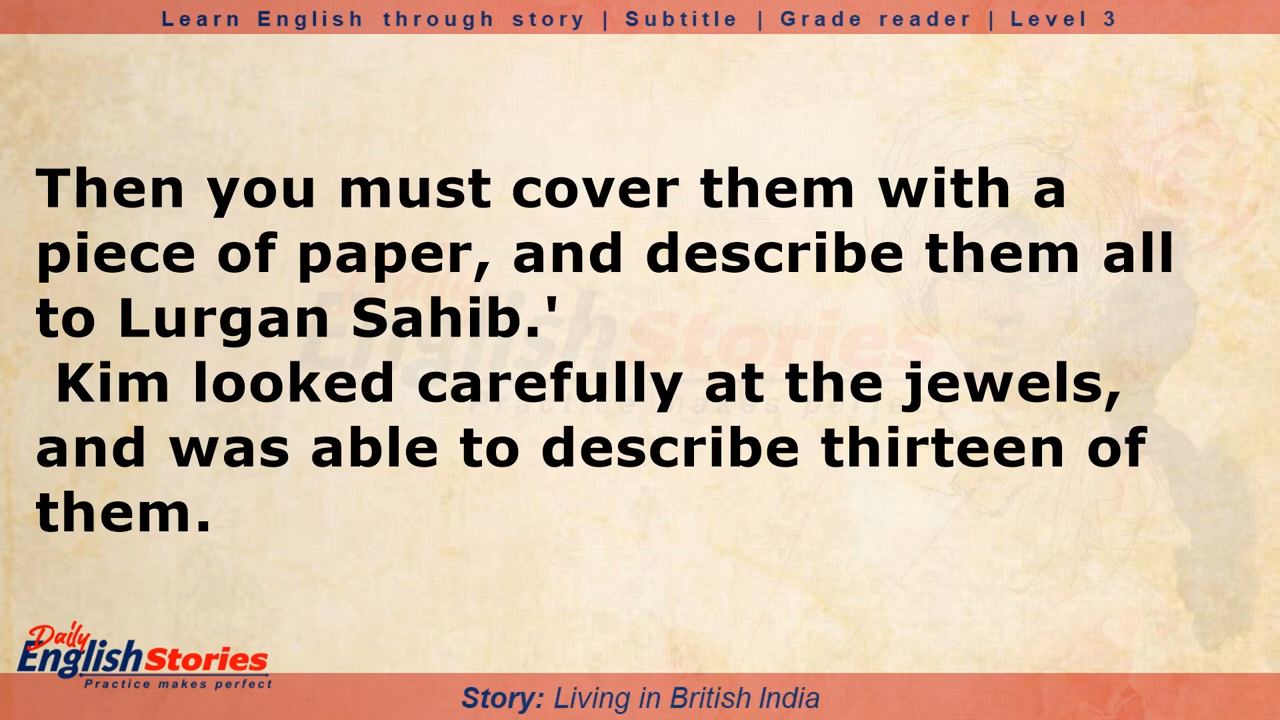 Learn English through story | Subtitle | Grade reader | Level 3
Then you must cover them with a
piece of paper, and describe them all
to Lurgan Sahib.'
Kim looked carefully at the jewels,
and was able to describe thirteen of
them.
Daily
English Stories
Practice makes perfect
Story: Living in British India